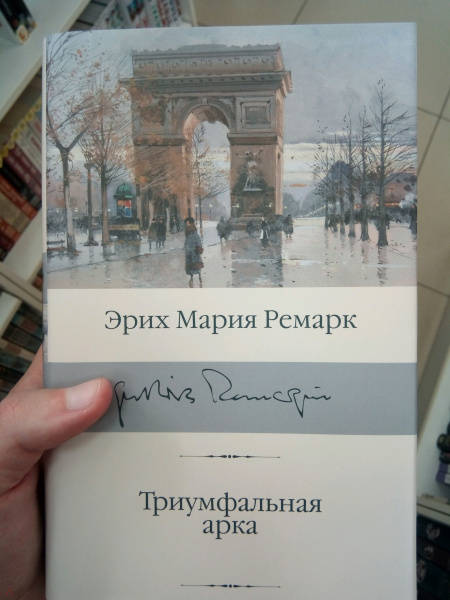 Эрих Мария Ремарк
Триумфальная
арка